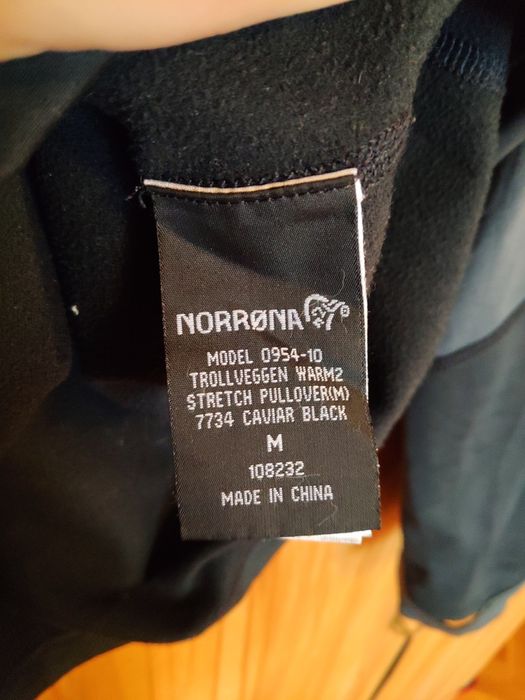 NORRØNA®
MODEL 0954-10
TROLLVEGGEN WARM2
STRETCH PULLOVER(M)
7734 CAVIAR BLACK
M
108232
MADE IN CHINA